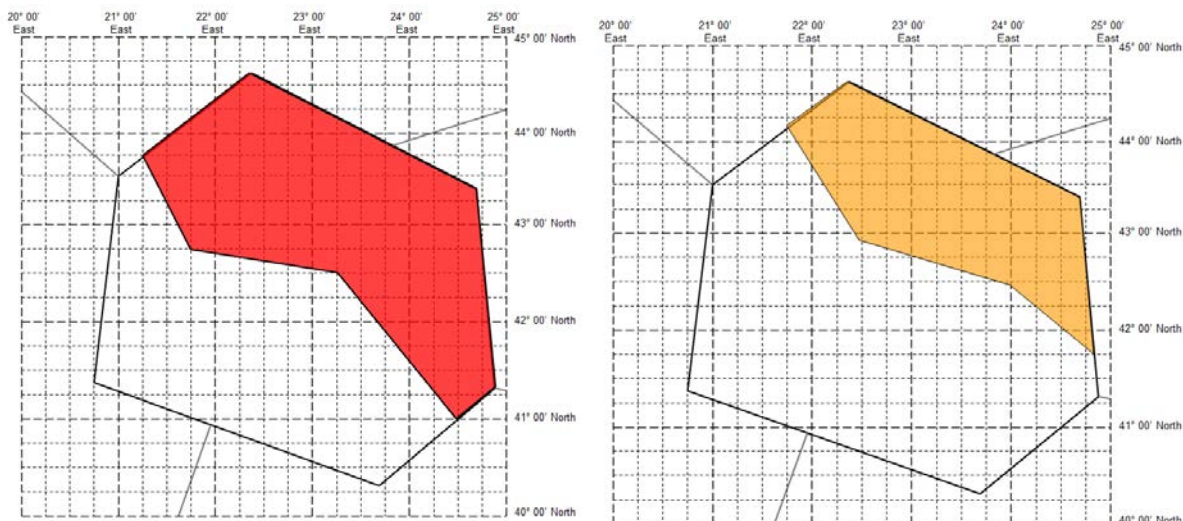 20° 00'
East
21° 00'
East
22° 00'
East
23° 00'
East
24° 00'
East
25° 00'
East
45° 00' North
44° 00' North
43° 00' North
42° 00' North
41° 00' North
40° 00' North
20° 00'
East
21° 00'
East
22° 00'
East
23° 00'
East
24° 00'
East
25° 00'
East
45° 00' North
44° 00' North
43° 00' North
42° 00' North
41° 00' North
40° 00' North